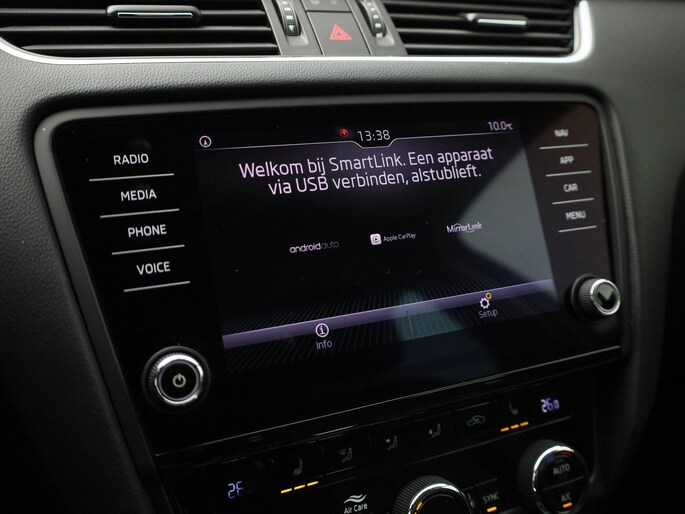 13:38
10.0°C
RADIO
MEDIA
PHONE
VOICE
Welkom bij SmartLink. Een apparaat
via USB verbinden, alstublieft.
androidauto
Apple CarPlay
MirrorLink
Info
Setup
NAV
APP
CAR
MENU
Air Care
SYNC
AUTO
A/C